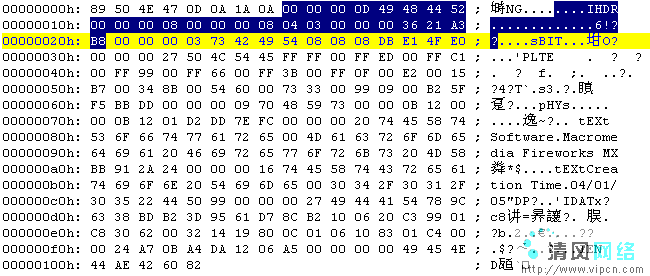 00000000h: 89 50 4E 47 0D 0A 1A 0A 00 00 00 0D 49 48 44 52 ; 塒NG........IHDR
00000010h: 00 00 00 08 00 00 00 08 04 03 00 00 00 36 21 A3 ; .............6!?
00000020h: B8 00 00 00 03 73 42 49 54 08 08 08 DB E1 4F E0 ; ?....sBIT...坩O?
00000030h: 00 00 00 27 50 4C 54 45 FF FF FF FF ED 00 FF C1 ; ...'PLTE
00000040h: 00 FF 99 00 FF 66 00 FF 3B 00 FF 0F 00 E2 00 15 ;
00000050h: B7 00 34 8B 00 54 60 00 73 33 00 99 09 00 B2 5F ;
00000060h: F5 BB DD 00 00 00 09 70 48 59 73 00 00 0B 12 00 ;
00000070h: 00 0B 12 01 D2 DD 7E FC 00 00 00 20 74 45 58 74 ;
00000080h: 53 6F 66 74 77 61 72 65 00 4D 61 63 72 6F 6D 65 ; Software.Macrome
00000090h: 64 69 61 20 46 69 72 65 77 6F 72 6B 73 20 4D 58 ; dia Fireworks MX
000000a0h: BB 91 2A 24 00 00 00 16 74 45 58 74 43 72 65 61 ; 粪*$....tEXtCrea
000000b0h: 74 69 6F 6E 20 54 69 6D 65 00 30 34 2F 30 31 2F ; tion Time.04/01/
000000c0h: 30 35 22 44 50 99 00 00 00 27 49 44 41 54 78 9C ; 05"DP?..'IDATx?
000000d0h: 63 38 BD B2 3D 95 61 D7 8C B2 10 06 20 C3 99 01 ;
000000e0h: C8 30 62 00 32 14 19 80 0C 01 06 10 83 01 C4 00 ;
000000f0h: 00 24 A7 0B A4 DA 12 06 A5 00 00 00 00 49 45 4E ;
00000100h: 44 AE 42 60 82 ;
清风网络
http://www.vipcn.com